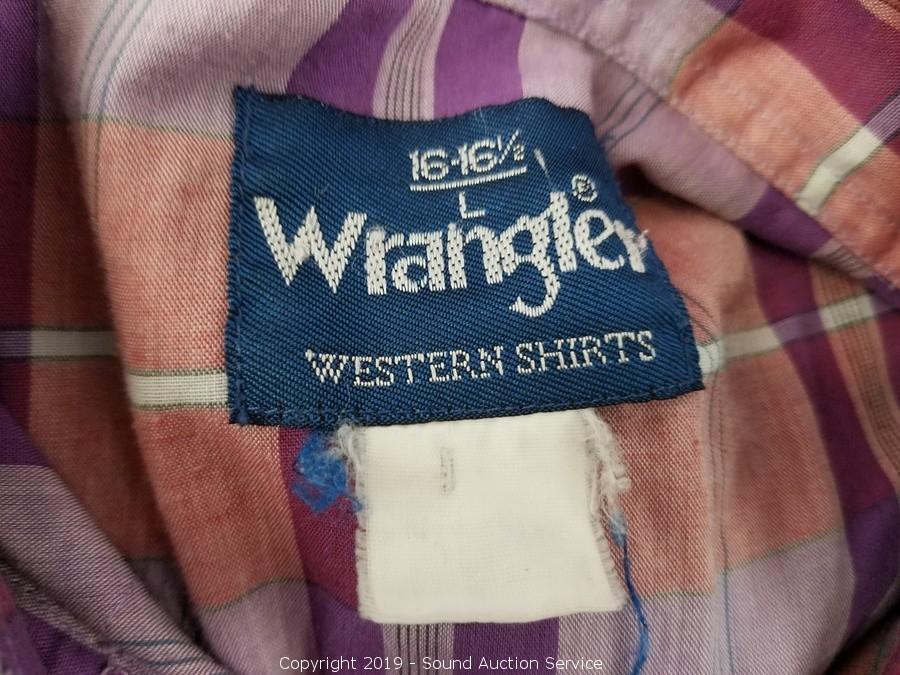 16-16½
L
Wrangler®
WESTERN SHIRTS
Copyright 2019 - Sound Auction Service